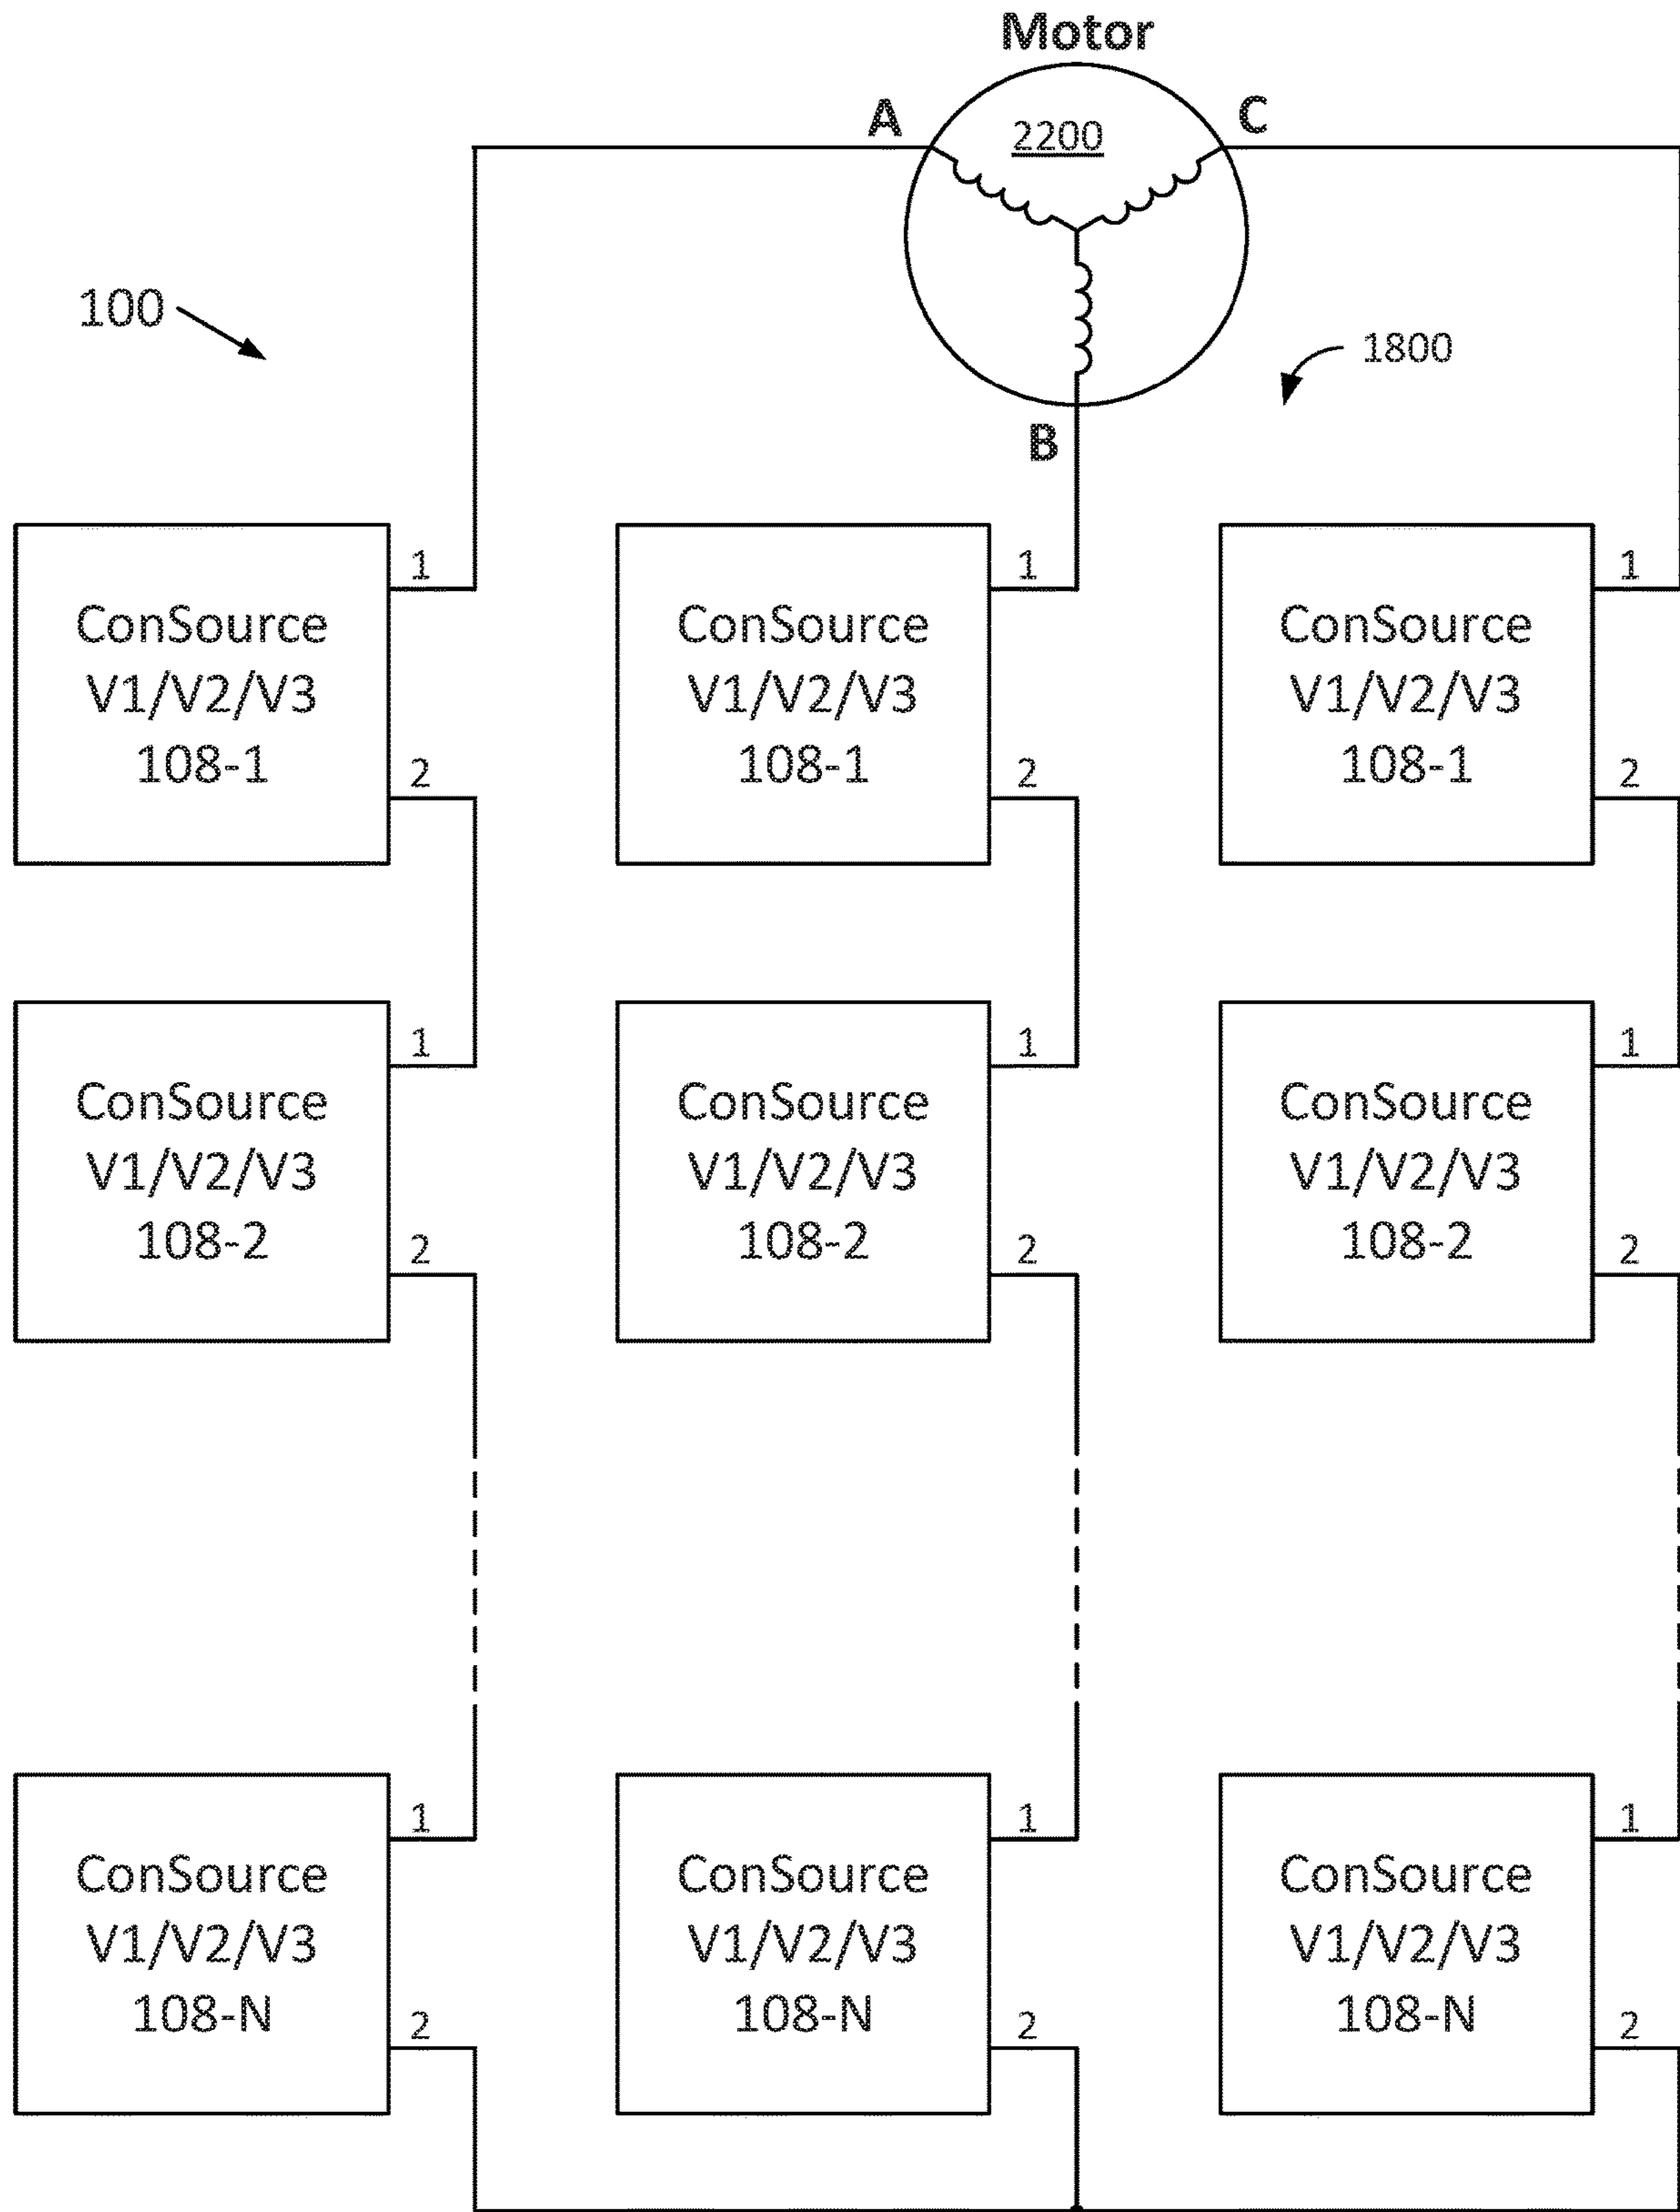 Motor
A
C
2200
100
1800
B
1
1
1
ConSource
V1/V2/V3
108-1
ConSource
V1/V2/V3
108-1
ConSource
V1/V2/V3
108-1
2
2
2
1
1
1
ConSource
V1/V2/V3
108-2
ConSource
V1/V2/V3
108-2
ConSource
V1/V2/V3
108-2
2
2
2
1
1
1
ConSource
V1/V2/V3
108-N
ConSource
V1/V2/V3
108-N
ConSource
V1/V2/V3
108-N
2
2
2